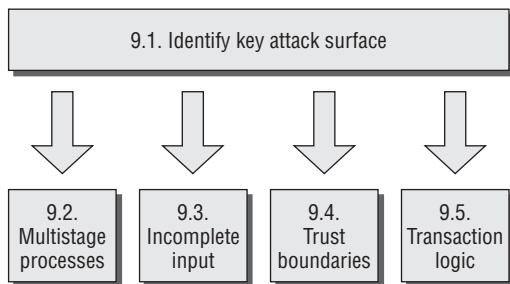 9.1. Identify key attack surface
9.2.
Multistage
processes
9.3.
Incomplete
input
9.4.
Trust
boundaries
9.5.
Transaction
logic